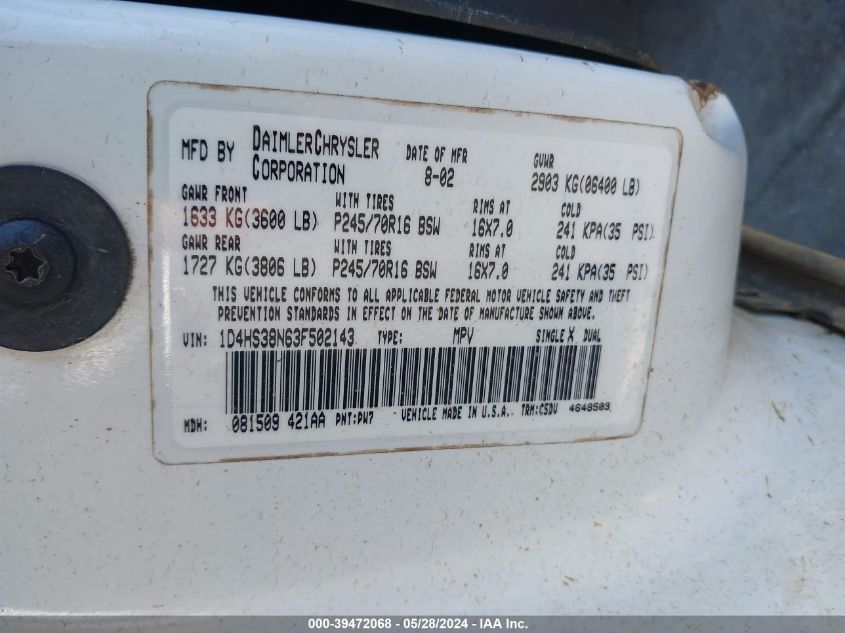 MFD BY DAIMLERCHRYSLER CORPORATION DATE OF MFR 8-02 GVWR 2903 KG(06400 LB)
GAWR FRONT WITH TIRES RIMS AT COLD
1633 KG(3600 LB) P245/70R16 BSW 16X7.0 241 KPA(35 PSI)
GAWR REAR WITH TIRES RIMS AT COLD
1727 KG(3806 LB) P245/70R16 BSW 16X7.0 241 KPA(35 PSI)
THIS VEHICLE CONFORMS TO ALL APPLICABLE FEDERAL MOTOR VEHICLE SAFETY AND THEFT
PREVENTION STANDARDS IN EFFECT ON THE DATE OF MANUFACTURE SHOWN ABOVE.
VIN: 1D4HS38N63F502143 TYPE: MPV SINGLE X DUAL
MDH: 081509 421AA PNT:PW7 VEHICLE MADE IN U.S.A. TRM:C5DV 4648503
000-39472068 - 05/28/2024 - IAA Inc.